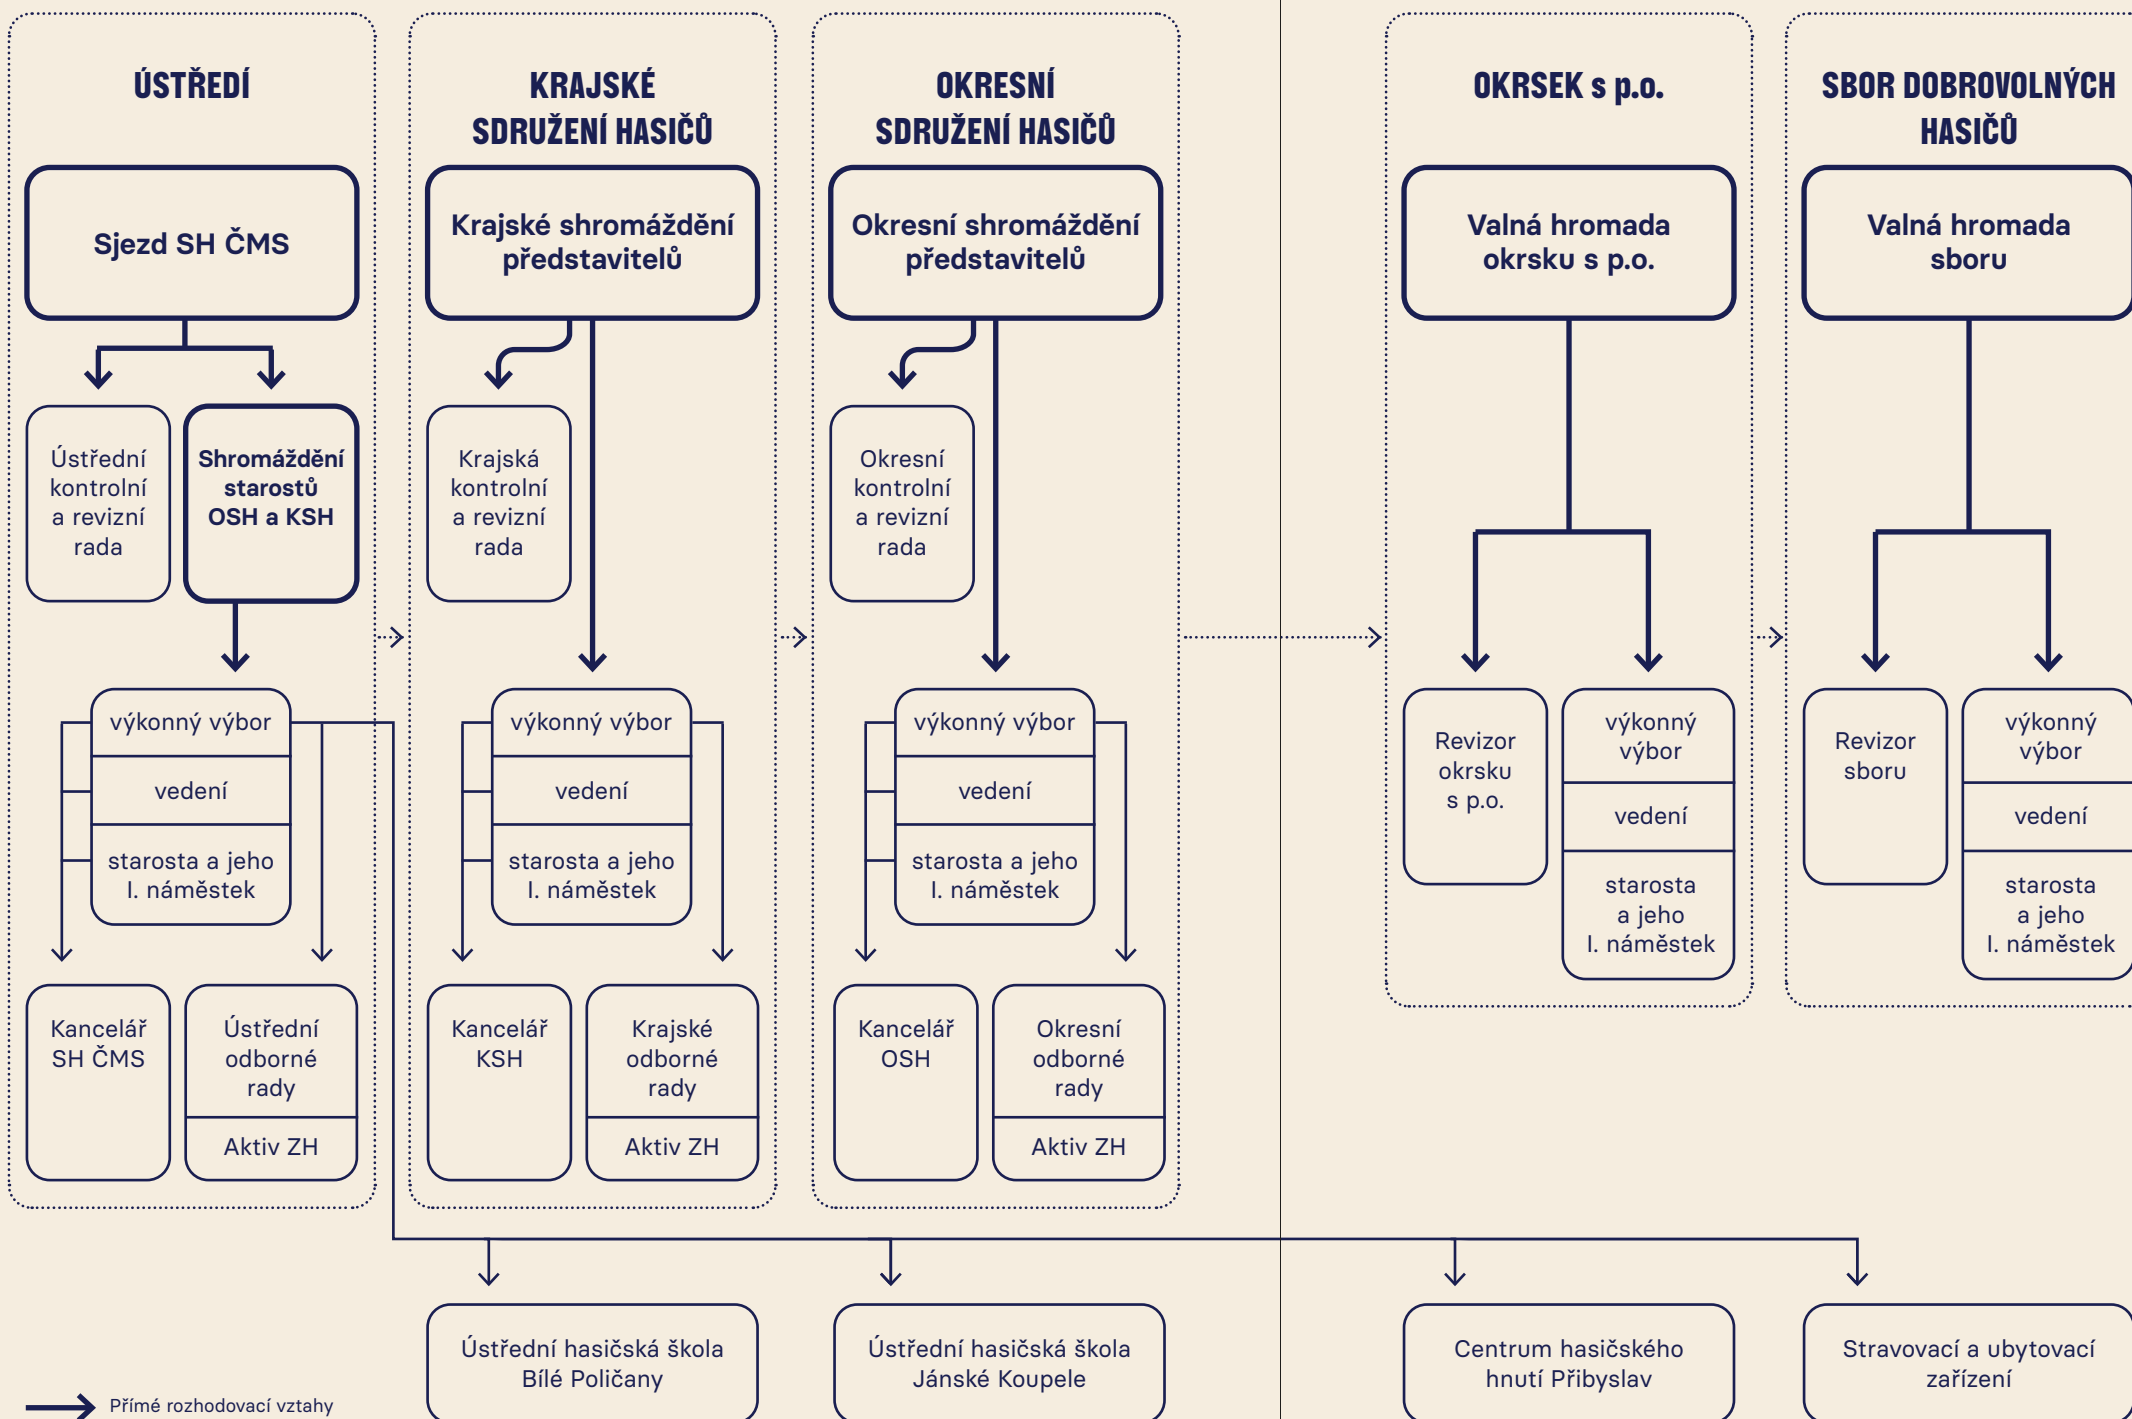 ÚSTŘEDÍ
Sjezd SH ČMS
Ústřední
kontrolní
a revizní
rada
Shromáždění
starostů
OSH a KSH
výkonný výbor
vedení
starosta a jeho
I. náměstek
Kancelář
SH ČMS
Ústřední
odborné
rady
Aktiv ZH
KRAJSKÉ
SDRUŽENÍ HASIČŮ
Krajské shromáždění
představitelů
Krajská
kontrolní
a revizní
rada
výkonný výbor
vedení
starosta a jeho
I. náměstek
Kancelář
KSH
Krajské
odborné
rady
Aktiv ZH
OKRESNÍ
SDRUŽENÍ HASIČŮ
Okresní shromáždění
představitelů
Okresní
kontrolní
a revizní
rada
výkonný výbor
vedení
starosta a jeho
I. náměstek
Kancelář
OSH
Okresní
odborné
rady
Aktiv ZH
OKRSEK s p.o.
Valná hromada
okrsku s p.o.
Revizor
okrsku
s p.o.
výkonný
výbor
vedení
starosta
a jeho
I. náměstek
SBOR DOBROVOLNÝCH
HASIČŮ
Valná hromada
sboru
Revizor
sboru
výkonný
výbor
vedení
starosta
a jeho
I. náměstek
Ústřední hasičská škola
Bílé Poličany
Ústřední hasičská škola
Jánské Koupele
Centrum hasičského
hnutí Přibyslav
Stravovací a ubytovací
zařízení
Přímé rozhodovací vztahy